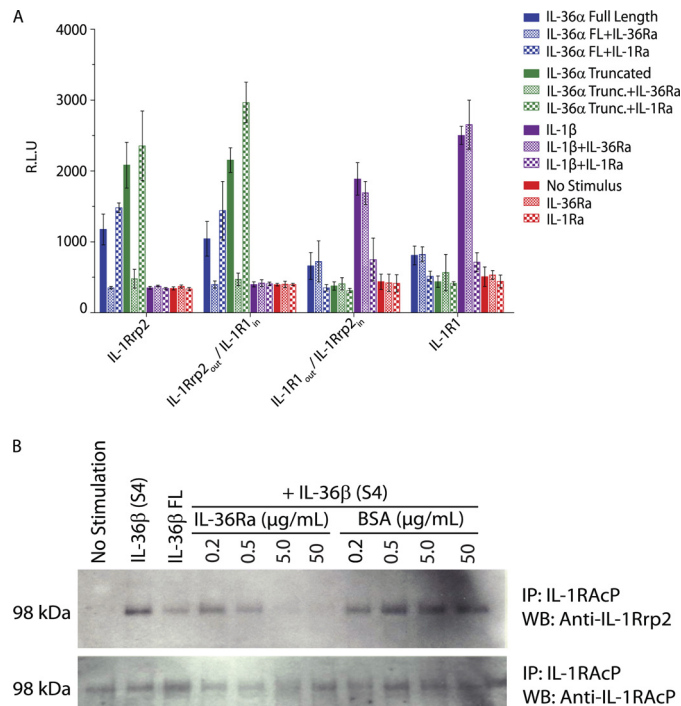 A
4000
3000
2000
1000
0
R.L.U
IL-1Rrp2
IL-1Rrp2out / IL-1R1in
IL-1R1out / IL-1Rrp2in
IL-1R1
IL-36α Full Length
IL-36α FL+IL-36Ra
IL-36α FL+IL-1Ra
IL-36α Truncated
IL-36α Trunc.+IL-36Ra
IL-36α Trunc.+IL-1Ra
IL-1β
IL-1β+IL-36Ra
IL-1β+IL-1Ra
No Stimulus
IL-36Ra
IL-1Ra
B
No Stimulation
IL-36β (S4)
IL-36β FL
+ IL-36β (S4)
IL-36Ra (µg/mL)
BSA (µg/mL)
0.2
0.5
5.0
50
0.2
0.5
5.0
50
98 kDa
IP: IL-1RAcP
WB: Anti-IL-1Rrp2
98 kDa
IP: IL-1RAcP
WB: Anti-IL-1RAcP